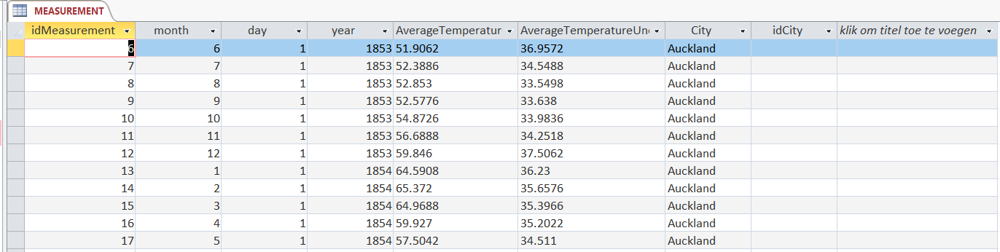 MEASUREMENT
idMeasurement month day year AverageTemperatur AverageTemperatureUn City idCity klik om titel toe te voegen
6 6 1 1853 51.9062 36.9572 Auckland
7 7 1 1853 52.3886 34.5488 Auckland
8 8 1 1853 52.853 33.5498 Auckland
9 9 1 1853 52.5776 33.638 Auckland
10 10 1 1853 54.8726 33.9836 Auckland
11 11 1 1853 56.6888 34.2518 Auckland
12 12 1 1853 59.846 37.5062 Auckland
13 1 1 1854 64.5908 36.23 Auckland
14 2 1 1854 65.372 35.6576 Auckland
15 3 1 1854 64.9688 35.3966 Auckland
16 4 1 1854 59.927 35.2022 Auckland
17 5 1 1854 57.5042 34.511 Auckland